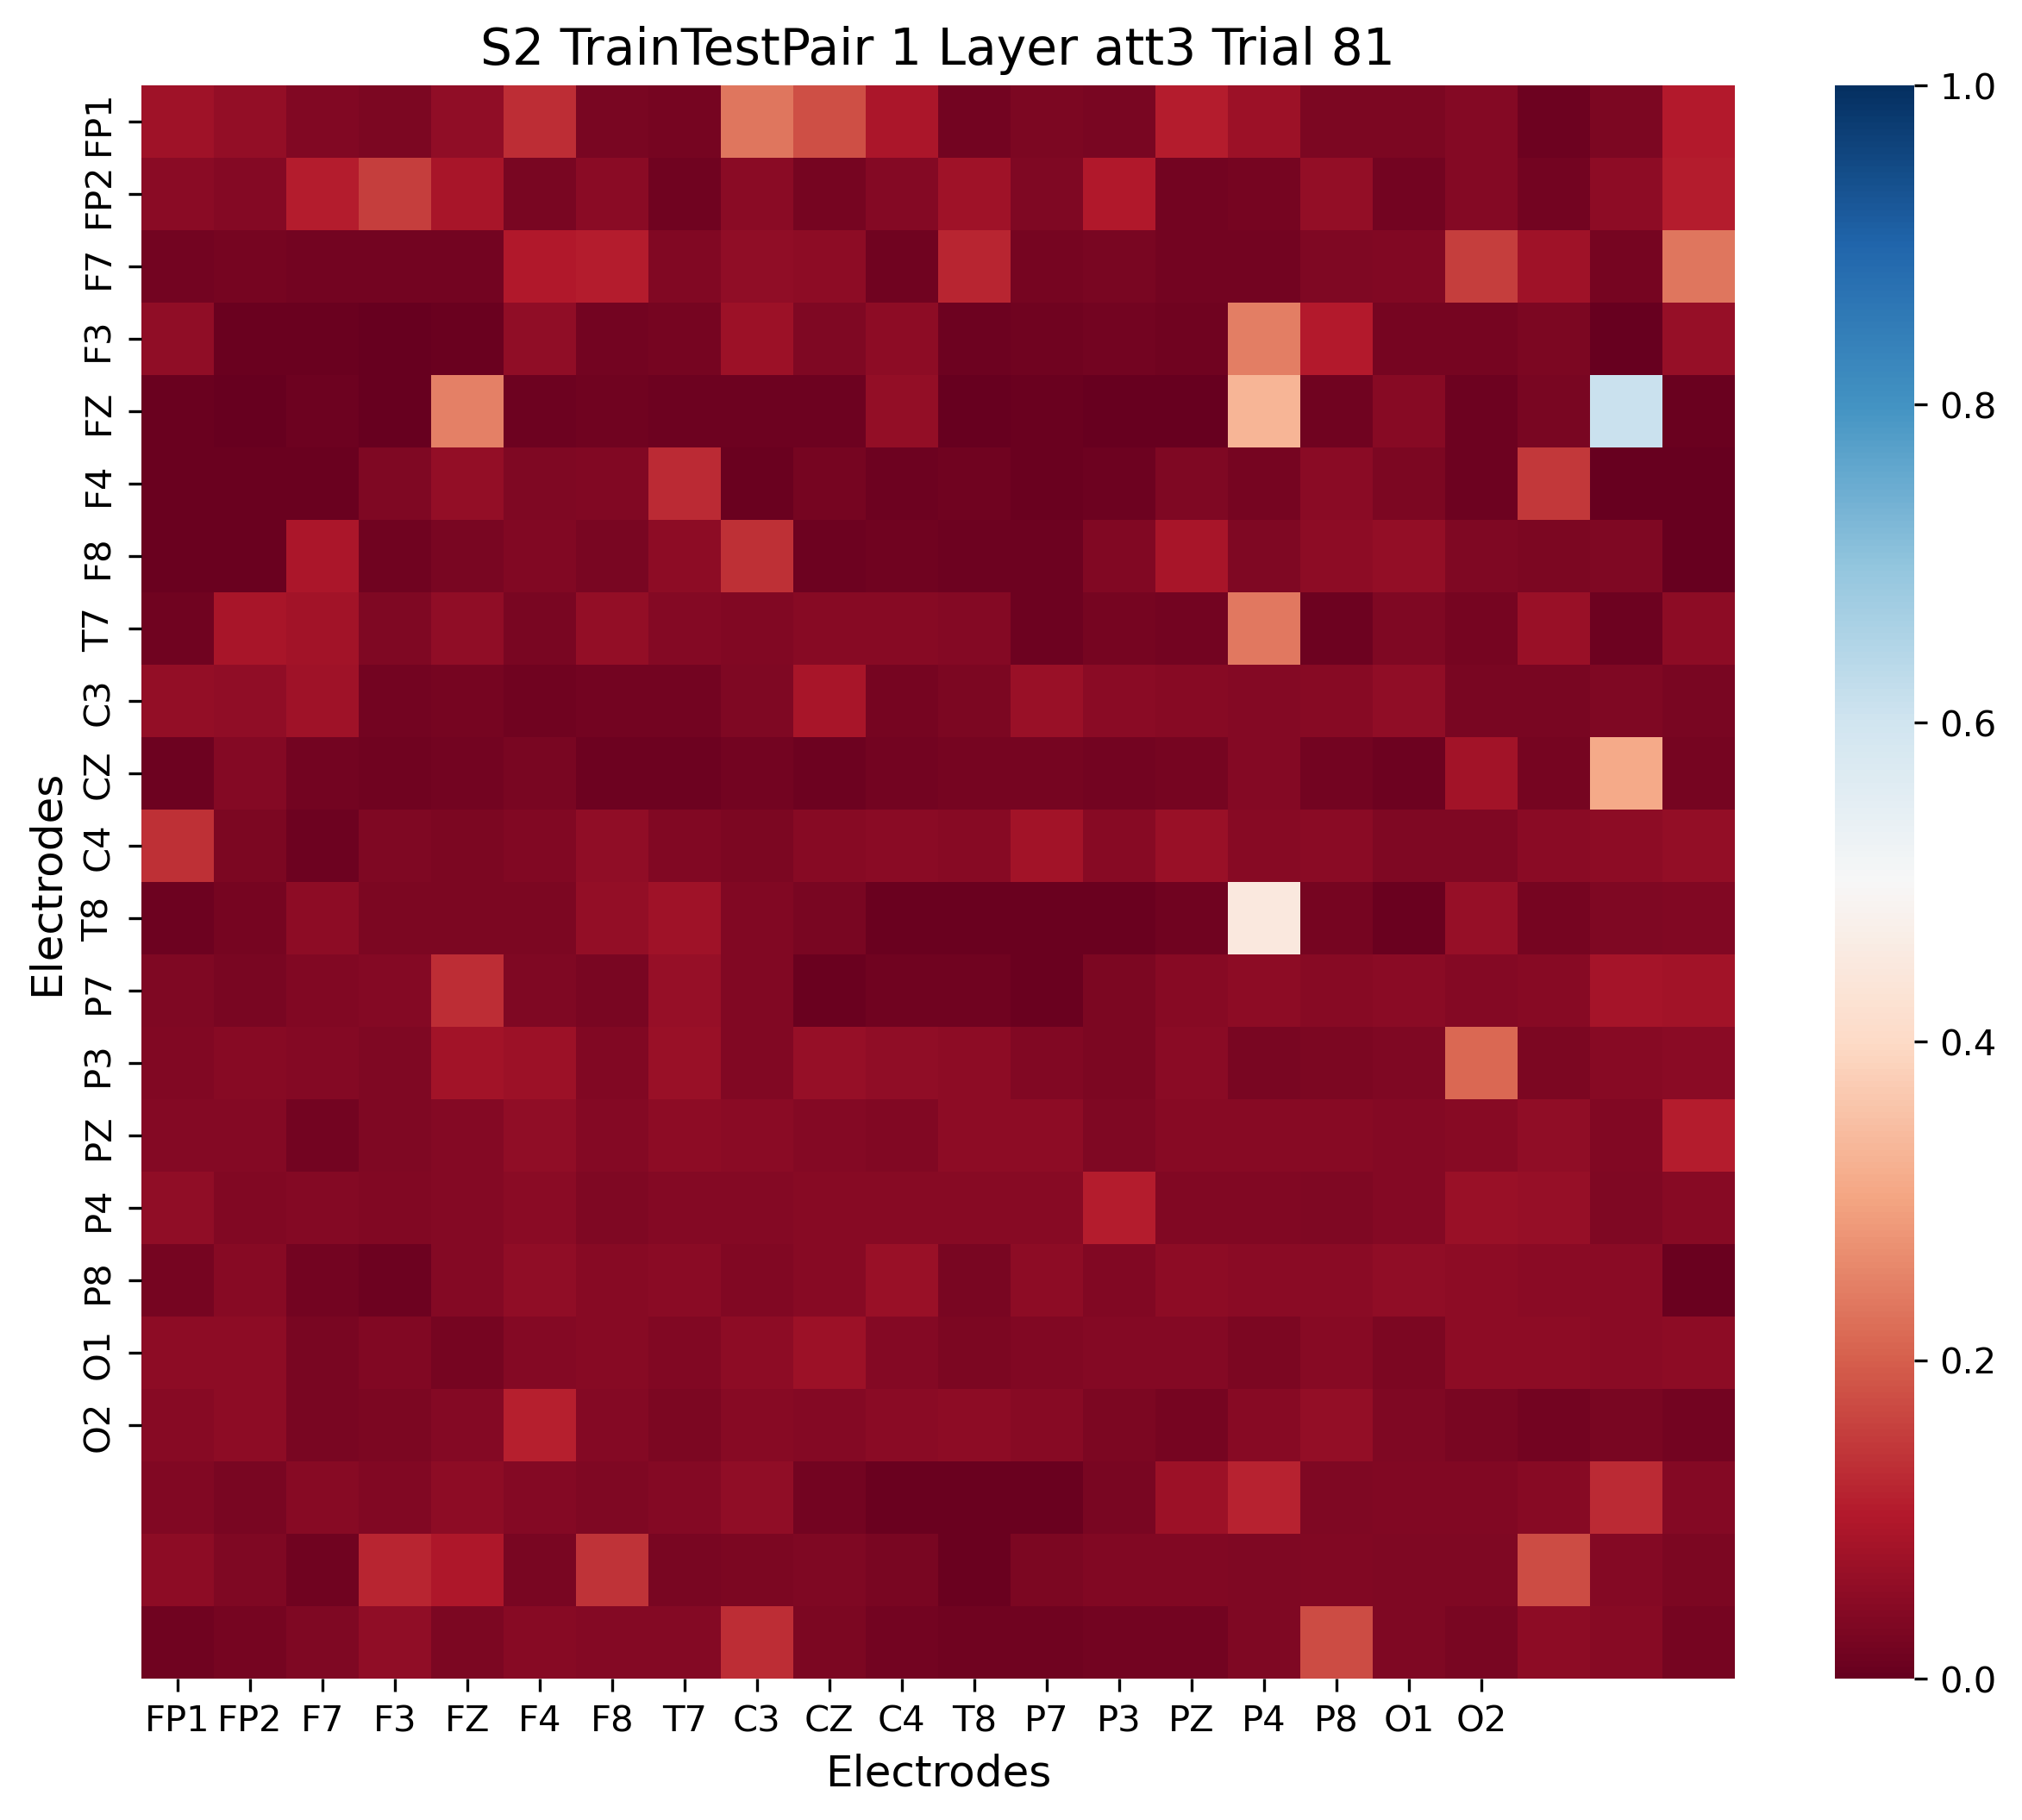 S2 TrainTestPair 1 Layer att3 Trial 81
Electrodes
FP1
FP2
F7
F3
FZ
F4
F8
T7
C3
CZ
C4
T8
P7
P3
PZ
P4
P8
O1
O2
FP1 FP2 F7 F3 FZ F4 F8 T7 C3 CZ C4 T8 P7 P3 PZ P4 P8 O1 O2
Electrodes
1.0
0.8
0.6
0.4
0.2
0.0